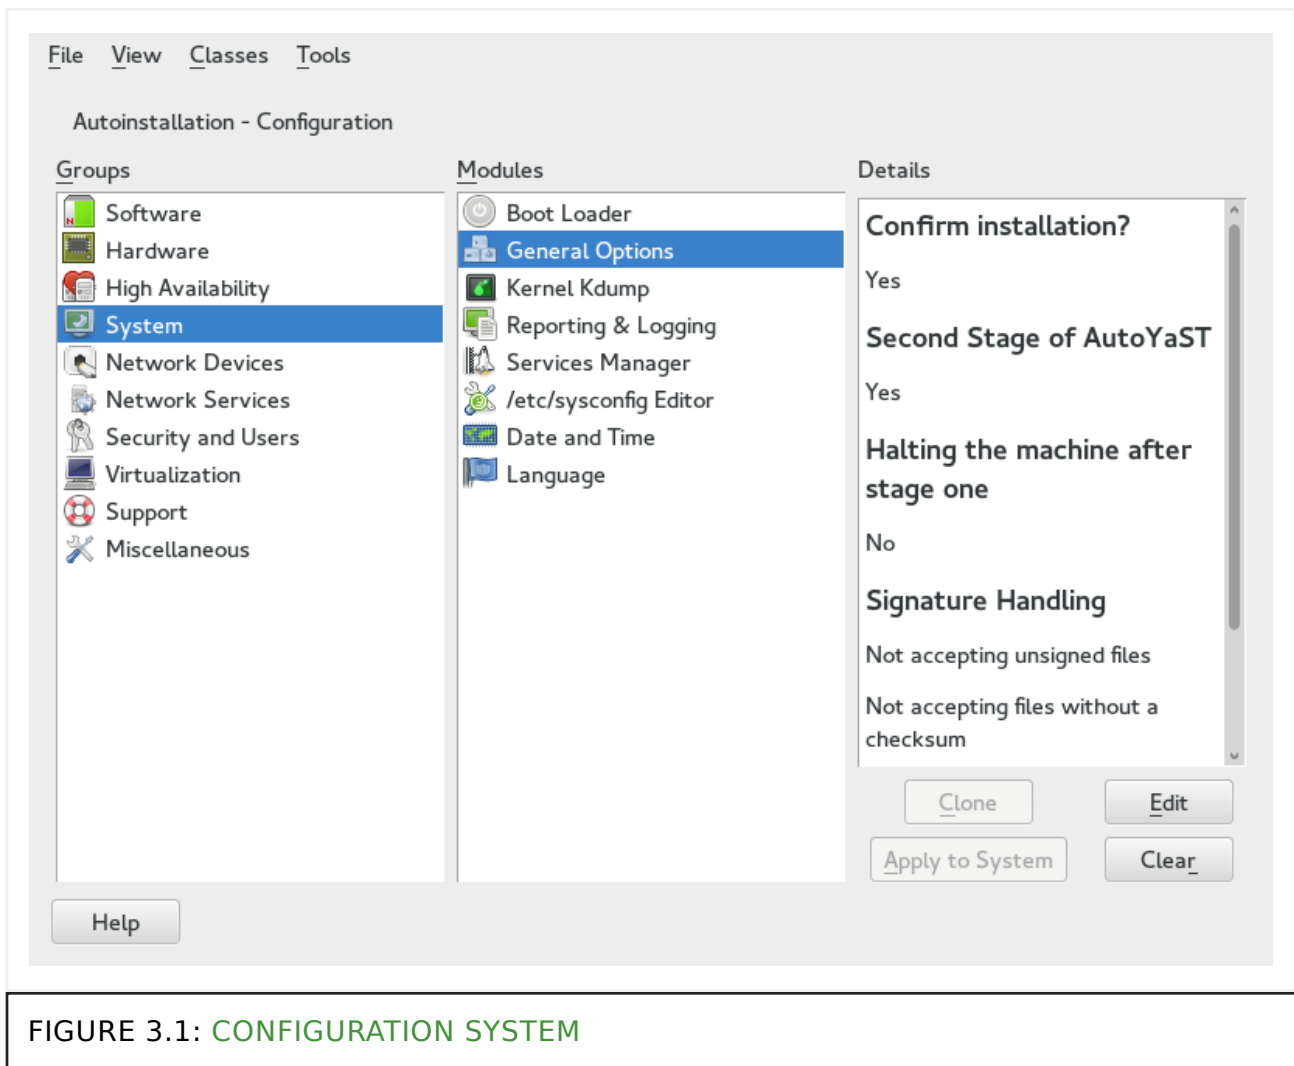 File View Classes Tools
Autoinstallation - Configuration
Groups
Software
Hardware
High Availability
System
Network Devices
Network Services
Security and Users
Virtualization
Support
Miscellaneous
Modules
Boot Loader
General Options
Kernel Kdump
Reporting & Logging
Services Manager
/etc/sysconfig Editor
Date and Time
Language
Details
Confirm installation?
Yes
Second Stage of AutoYaST
Yes
Halting the machine after
stage one
No
Signature Handling
Not accepting unsigned files
Not accepting files without a
checksum
Clone Edit
Apply to System Clear
Help
FIGURE 3.1: CONFIGURATION SYSTEM